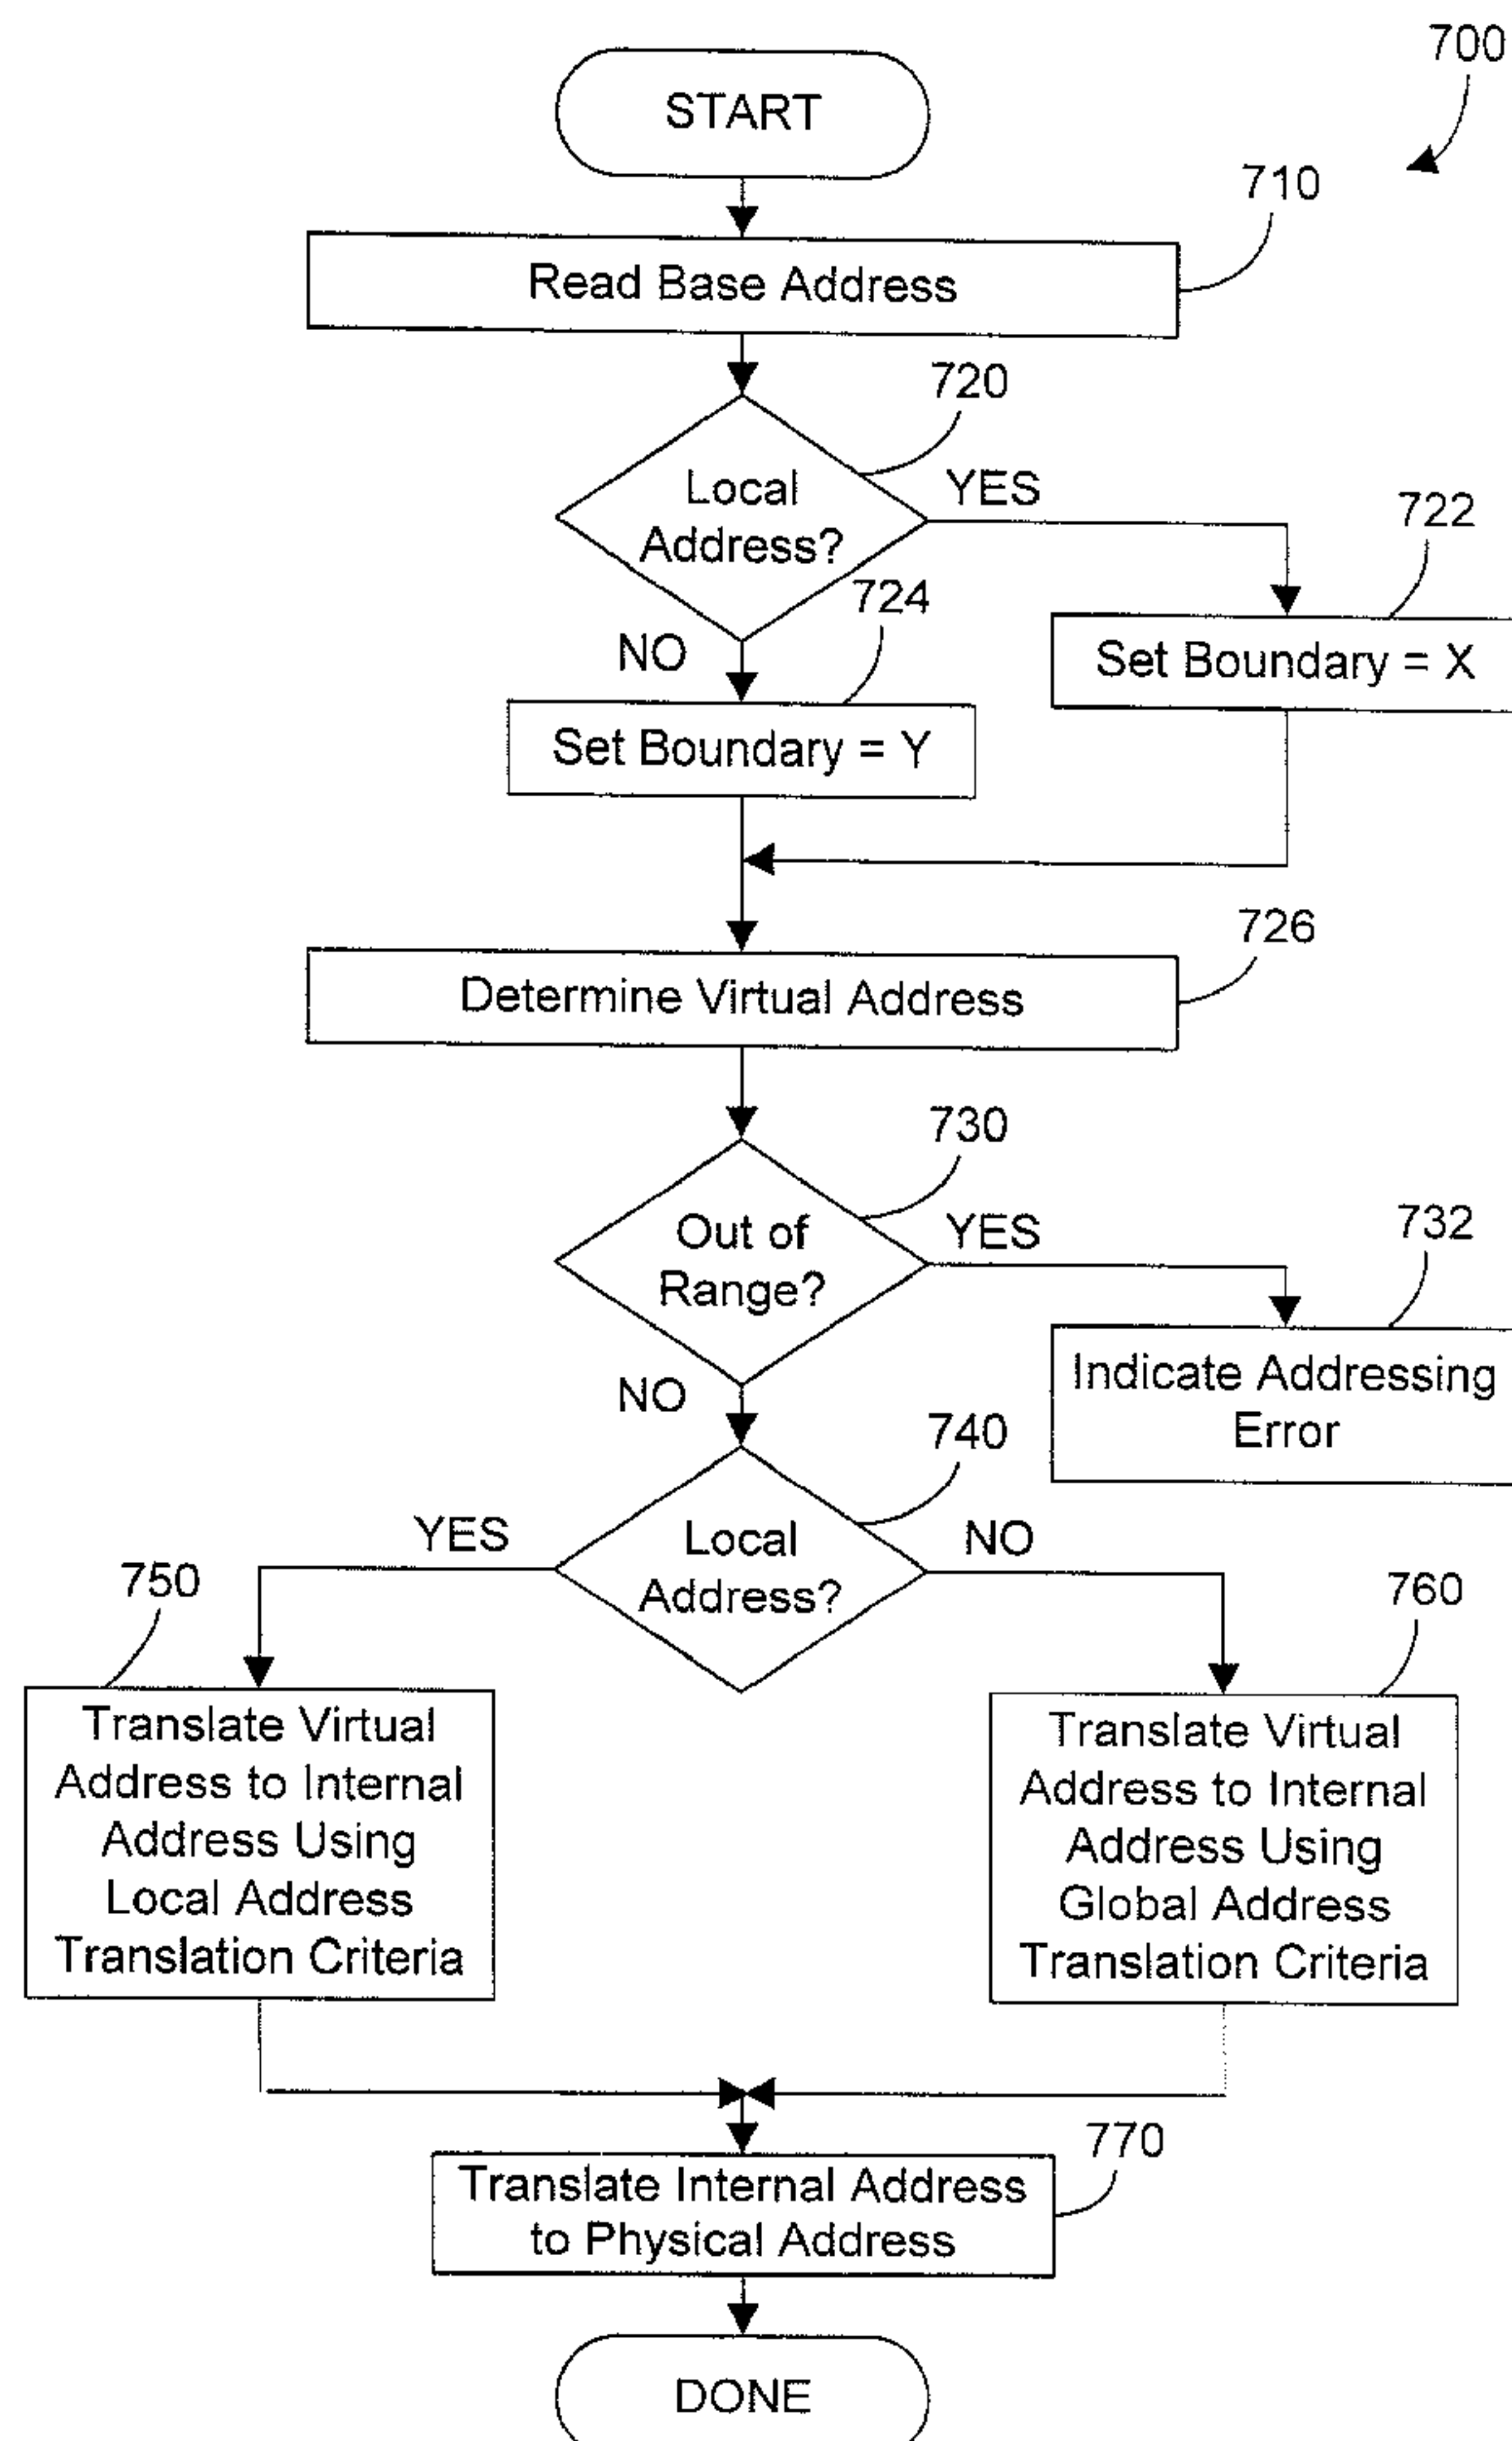 700
START
710
Read Base Address
720
Local
Address?
YES
722
Set Boundary = X
NO
724
Set Boundary = Y
726
Determine Virtual Address
730
Out of
Range?
YES
732
Indicate Addressing
Error
NO
740
Local
Address?
YES
NO
750
Translate Virtual
Address to Internal
Address Using
Local Address
Translation Criteria
760
Translate Virtual
Address to Internal
Address Using
Global Address
Translation Criteria
770
Translate Internal Address
to Physical Address
DONE